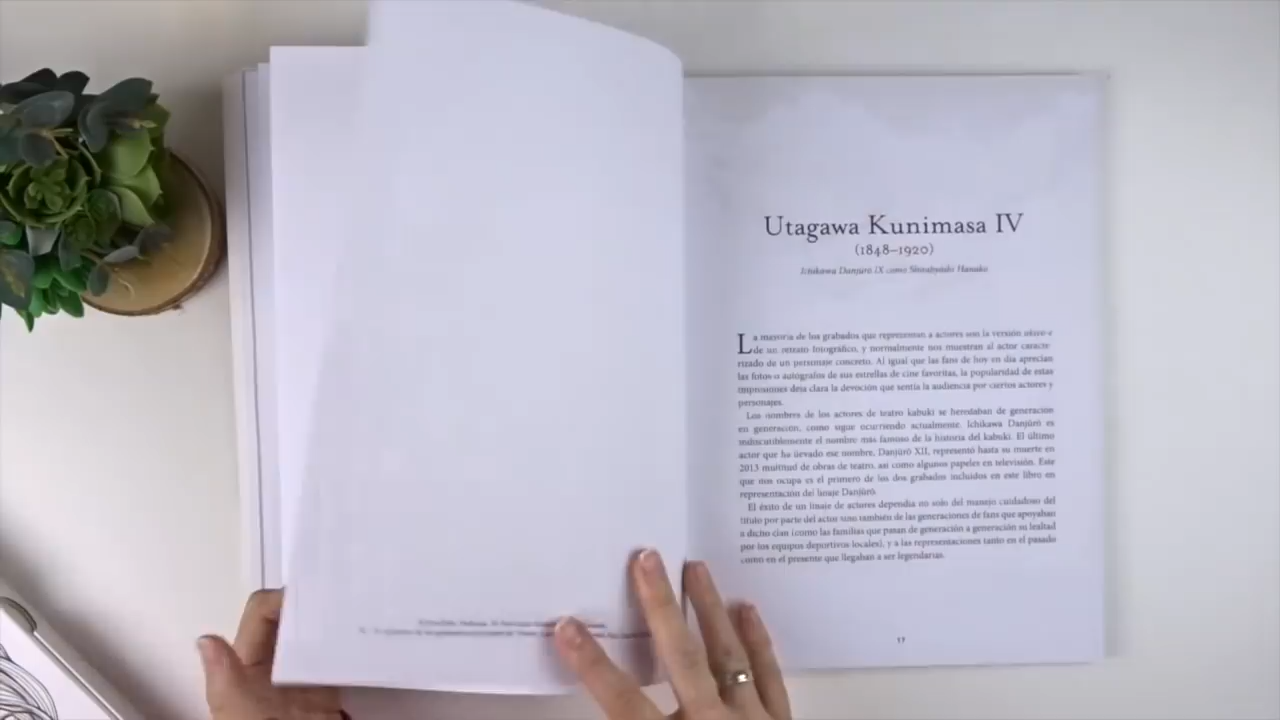 Utagawa Kunimasa IV
(1848–1920)
Ichikawa Danjūrō IX como Shirabyōshi Hanako
La mayoría de los grabados que representan a actores son la versión ukiyo-e
de un retrato fotográfico, y normalmente nos muestran al actor caracte-
rizado de un personaje concreto. Al igual que las fans de hoy en día aprecian
las fotos o autógrafos de sus estrellas de cine favoritas, la popularidad de estas
impresiones deja clara la devoción que sentía la audiencia por ciertos actores y
personajes.
Los nombres de los actores de teatro kabuki se heredaban de generación
en generación, como sigue ocurriendo actualmente. Ichikawa Danjūrō es
indiscutiblemente el nombre más famoso de la historia del kabuki. El último
actor que ha llevado ese nombre, Danjūrō XII, representó hasta su muerte en
2013 multitud de obras de teatro, así como algunos papeles en televisión. Este
que nos ocupa es el primero de los dos grabados incluidos en este libro en
representación del linaje Danjūrō.
El éxito de un linaje de actores dependía no solo del manejo cuidadoso del
título por parte del actor sino también de las generaciones de fans que apoyaban
a dicho clan (como las familias que pasan de generación a generación su lealtad
por los equipos deportivos locales), y a las representaciones tanto en el pasado
como en el presente que llegaban a ser legendarias.
17